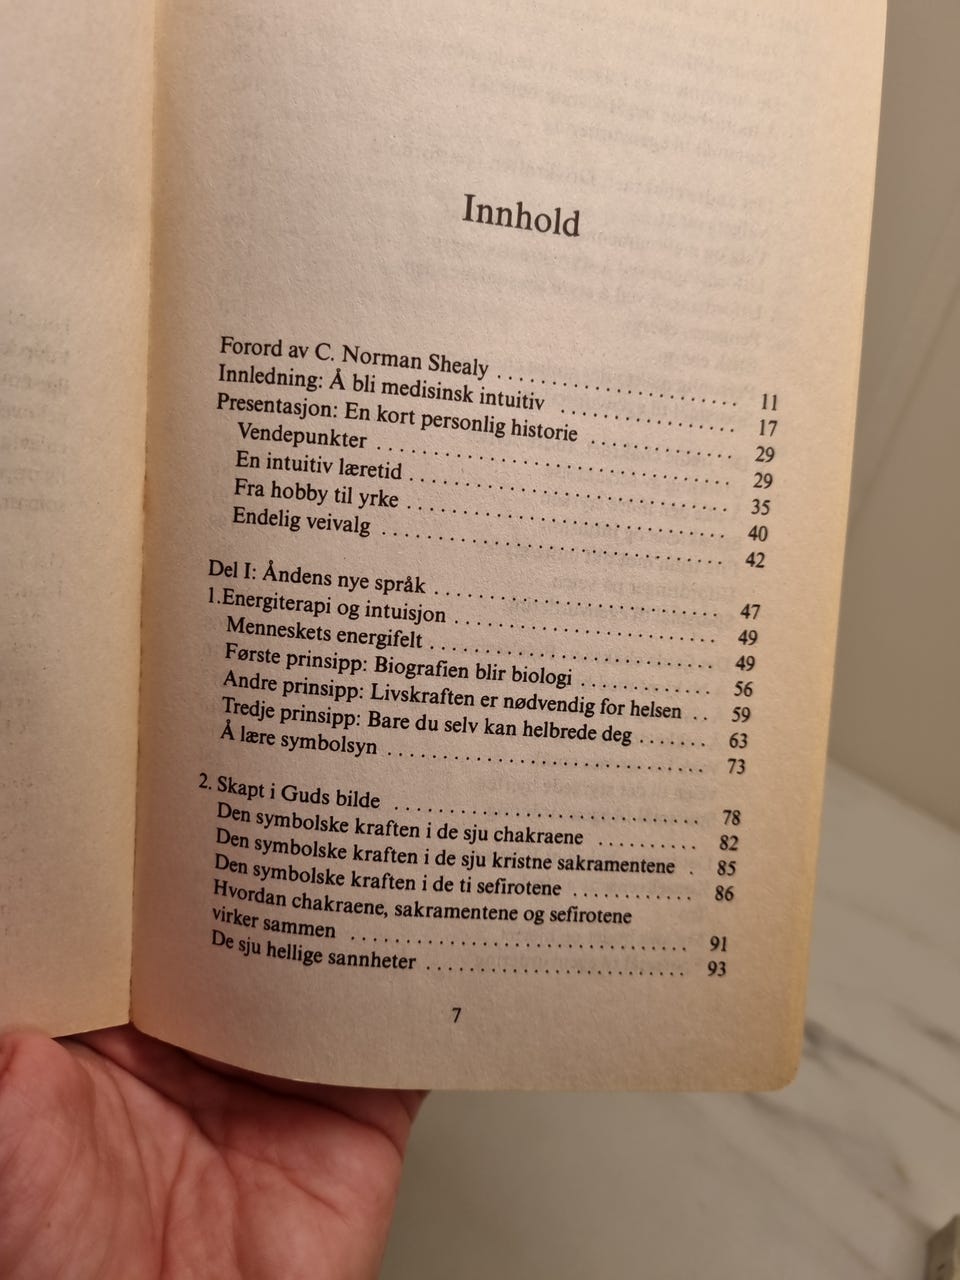 Innhold
Forord av C. Norman Shealy . . . . . . . . . . . . . . . . . . . . 11
Innledning: Å bli medisinsk intuitiv . . . . . . . . . . . . . . 17
Presentasjon: En kort personlig historie . . . . . . . . . . . 29
Vendepunkter . . . . . . . . . . . . . . . . . . . . . . . . . . . . 29
En intuitiv læretid . . . . . . . . . . . . . . . . . . . . . . . . . 35
Fra hobby til yrke . . . . . . . . . . . . . . . . . . . . . . . . . 40
Endelig veivalg . . . . . . . . . . . . . . . . . . . . . . . . . . . 42
Del I: Åndens nye språk . . . . . . . . . . . . . . . . . . . . . . 47
1.Energiterapi og intuisjon . . . . . . . . . . . . . . . . . . . . 49
Menneskets energifelt . . . . . . . . . . . . . . . . . . . . . . 49
Første prinsipp: Biografien blir biologi . . . . . . . . . . 56
Andre prinsipp: Livskraften er nødvendig for helsen . . 59
Tredje prinsipp: Bare du selv kan helbrede deg . . . . . . . 63
Å lære symbolsyn . . . . . . . . . . . . . . . . . . . . . . . . . 73
2. Skapt i Guds bilde . . . . . . . . . . . . . . . . . . . . . . . . 78
Den symbolske kraften i de sju chakraene . . . . . . . . . . 82
Den symbolske kraften i de sju kristne sakramentene . 85
Den symbolske kraften i de ti sefirotene . . . . . . . . . . . 86
Hvordan chakraene, sakramentene og sefirotene
virker sammen . . . . . . . . . . . . . . . . . . . . . . . . . . . 91
De sju hellige sannheter . . . . . . . . . . . . . . . . . . . . . 93
7